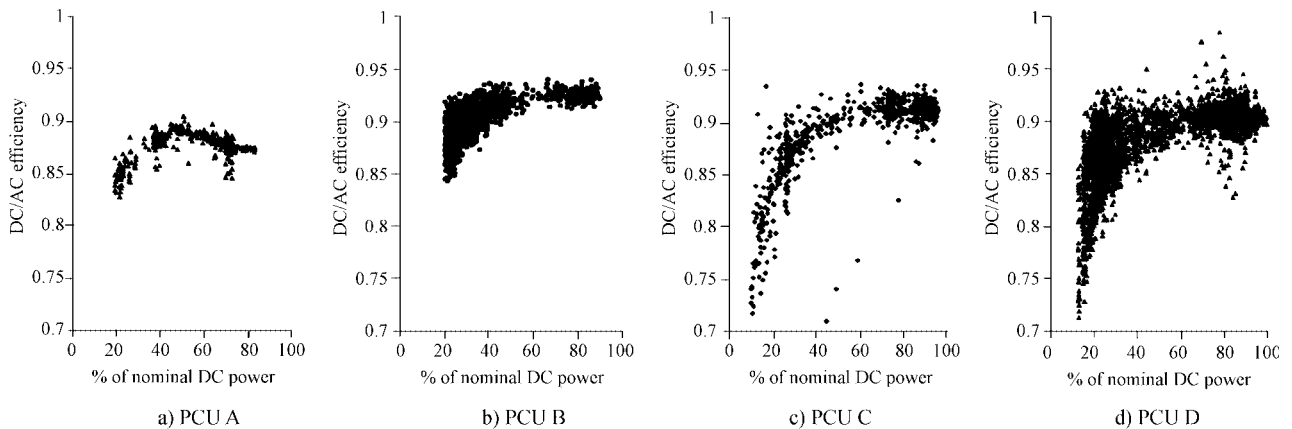 1
0.95
0.9
0.85
0.8
0.75
0.7
DC/AC efficiency
0 20 40 60 80 100
% of nominal DC power
a) PCU A
1
0.95
0.9
0.85
0.8
0.75
0.7
DC/AC efficiency
0 20 40 60 80 100
% of nominal DC power
b) PCU B
1
0.95
0.9
0.85
0.8
0.75
0.7
DC/AC efficiency
0 20 40 60 80 100
% of nominal DC power
c) PCU C
1
0.95
0.9
0.85
0.8
0.75
0.7
DC/AC efficiency
0 20 40 60 80 100
% of nominal DC power
d) PCU D